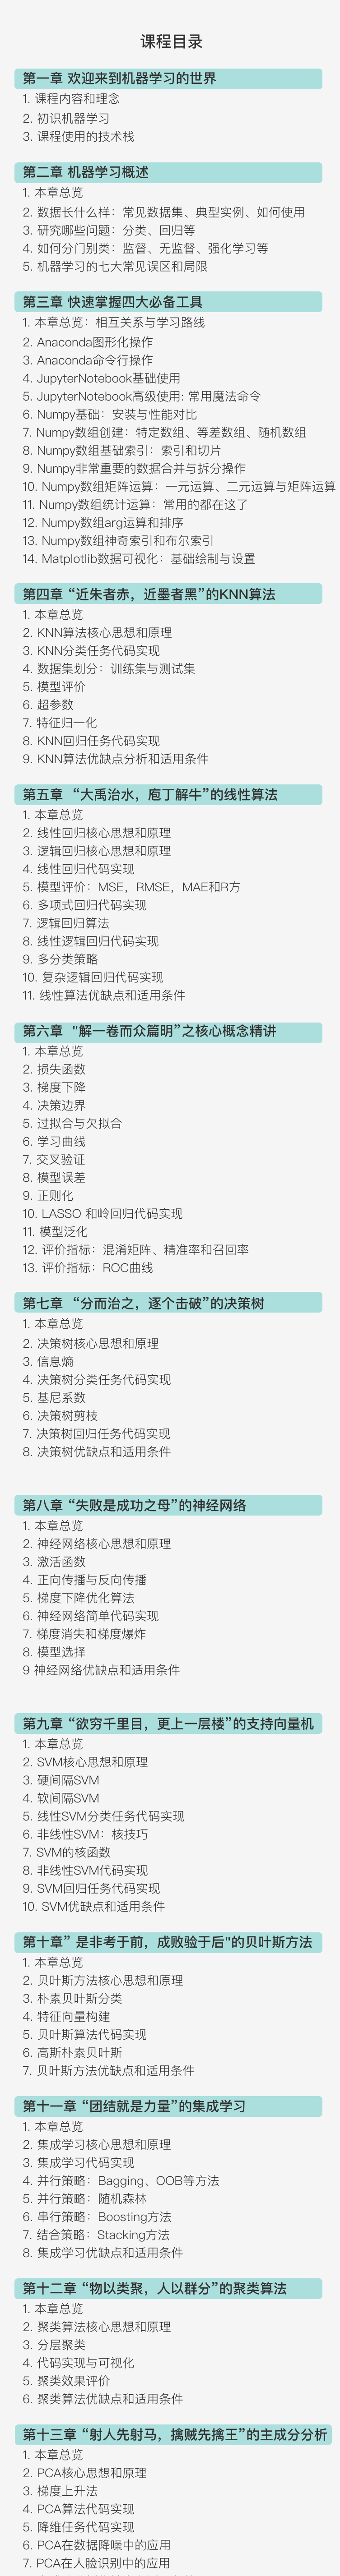 课程目录
第一章 欢迎来到机器学习的世界
1. 课程内容和理念
2. 初识机器学习
3. 课程使用的技术栈
第二章 机器学习概述
1. 本章总览
2. 数据长什么样：常见数据集、典型实例、如何使用
3. 研究哪些问题：分类、回归等
4. 如何分门别类：监督、无监督、强化学习等
5. 机器学习的七大常见误区和局限
第三章 快速掌握四大必备工具
1. 本章总览：相互关系与学习路线
2. Anaconda图形化操作
3. Anaconda命令行操作
4. JupyterNotebook基础使用
5. JupyterNotebook高级使用: 常用魔法命令
6. Numpy基础：安装与性能对比
7. Numpy数组创建：特定数组、等差数组、随机数组
8. Numpy数组基础索引：索引和切片
9. Numpy非常重要的数据合并与拆分操作
10. Numpy数组矩阵运算：一元运算、二元运算与矩阵运算
11. Numpy数组统计运算：常用的都在这了
12. Numpy数组arg运算和排序
13. Numpy数组神奇索引和布尔索引
14. Matplotlib数据可视化：基础绘制与设置
第四章 “近朱者赤，近墨者黑”的KNN算法
1. 本章总览
2. KNN算法核心思想和原理
3. KNN分类任务代码实现
4. 数据集划分：训练集与测试集
5. 模型评价
6. 超参数
7. 特征归一化
8. KNN回归任务代码实现
9. KNN算法优缺点分析和适用条件
第五章 “大禹治水，庖丁解牛”的线性算法
1. 本章总览
2. 线性回归核心思想和原理
3. 逻辑回归核心思想和原理
4. 线性回归代码实现
5. 模型评价：MSE，RMSE，MAE和R方
6. 多项式回归代码实现
7. 逻辑回归算法
8. 线性逻辑回归代码实现
9. 多分类策略
10. 复杂逻辑回归代码实现
11. 线性算法优缺点和适用条件
第六章 "解一卷而众篇明”之核心概念精讲
1. 本章总览
2. 损失函数
3. 梯度下降
4. 决策边界
5. 过拟合与欠拟合
6. 学习曲线
7. 交叉验证
8. 模型误差
9. 正则化
10. LASSO 和岭回归代码实现
11. 模型泛化
12. 评价指标：混淆矩阵、精准率和召回率
13. 评价指标：ROC曲线
第七章 “分而治之，逐个击破”的决策树
1. 本章总览
2. 决策树核心思想和原理
3. 信息熵
4. 决策树分类任务代码实现
5. 基尼系数
6. 决策树剪枝
7. 决策树回归任务代码实现
8. 决策树优缺点和适用条件
第八章 “失败是成功之母”的神经网络
1. 本章总览
2. 神经网络核心思想和原理
3. 激活函数
4. 正向传播与反向传播
5. 梯度下降优化算法
6. 神经网络简单代码实现
7. 梯度消失和梯度爆炸
8. 模型选择
9 神经网络优缺点和适用条件
第九章 “欲穷千里目，更上一层楼”的支持向量机
1. 本章总览
2. SVM核心思想和原理
3. 硬间隔SVM
4. 软间隔SVM
5. 线性SVM分类任务代码实现
6. 非线性SVM：核技巧
7. SVM的核函数
8. 非线性SVM代码实现
9. SVM回归任务代码实现
10. SVM优缺点和适用条件
第十章” 是非考于前，成败验于后"的贝叶斯方法
1. 本章总览
2. 贝叶斯方法核心思想和原理
3. 朴素贝叶斯分类
4. 特征向量构建
5. 贝叶斯算法代码实现
6. 高斯朴素贝叶斯
7. 贝叶斯方法优缺点和适用条件
第十一章 “团结就是力量”的集成学习
1. 本章总览
2. 集成学习核心思想和原理
3. 集成学习代码实现
4. 并行策略：Bagging、OOB等方法
5. 并行策略：随机森林
6. 串行策略：Boosting方法
7. 结合策略：Stacking方法
8. 集成学习优缺点和适用条件
第十二章 “物以类聚，人以群分”的聚类算法
1. 本章总览
2. 聚类算法核心思想和原理
3. 分层聚类
4. 代码实现与可视化
5. 聚类效果评价
6. 聚类算法优缺点和适用条件
第十三章 “射人先射马，擒贼先擒王”的主成分分析
1. 本章总览
2. PCA核心思想和原理
3. 梯度上升法
4. PCA算法代码实现
5. 降维任务代码实现
6. PCA在数据降噪中的应用
7. PCA在人脸识别中的应用